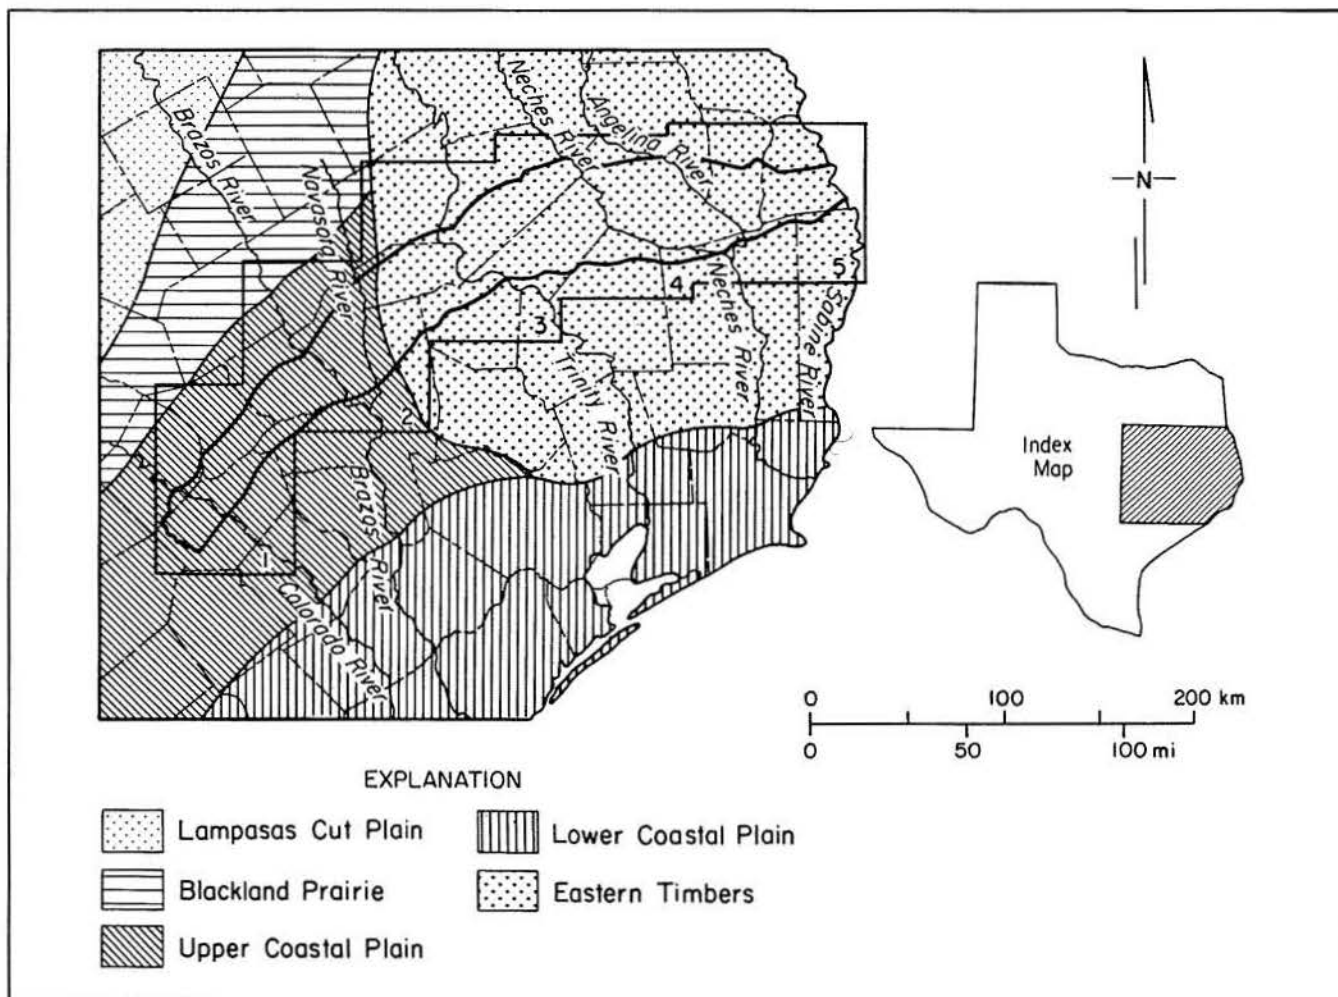 Neches River
Angelina River
Brazos River
Navasota River
N
5
4
Neches River
Sabine River
3
Trinity River
Index
Map
Brazos River
Colorado River
0 100 200 km
0 50 100 mi
EXPLANATION
Lampasas Cut Plain
Lower Coastal Plain
Blackland Prairie
Eastern Timbers
Upper Coastal Plain